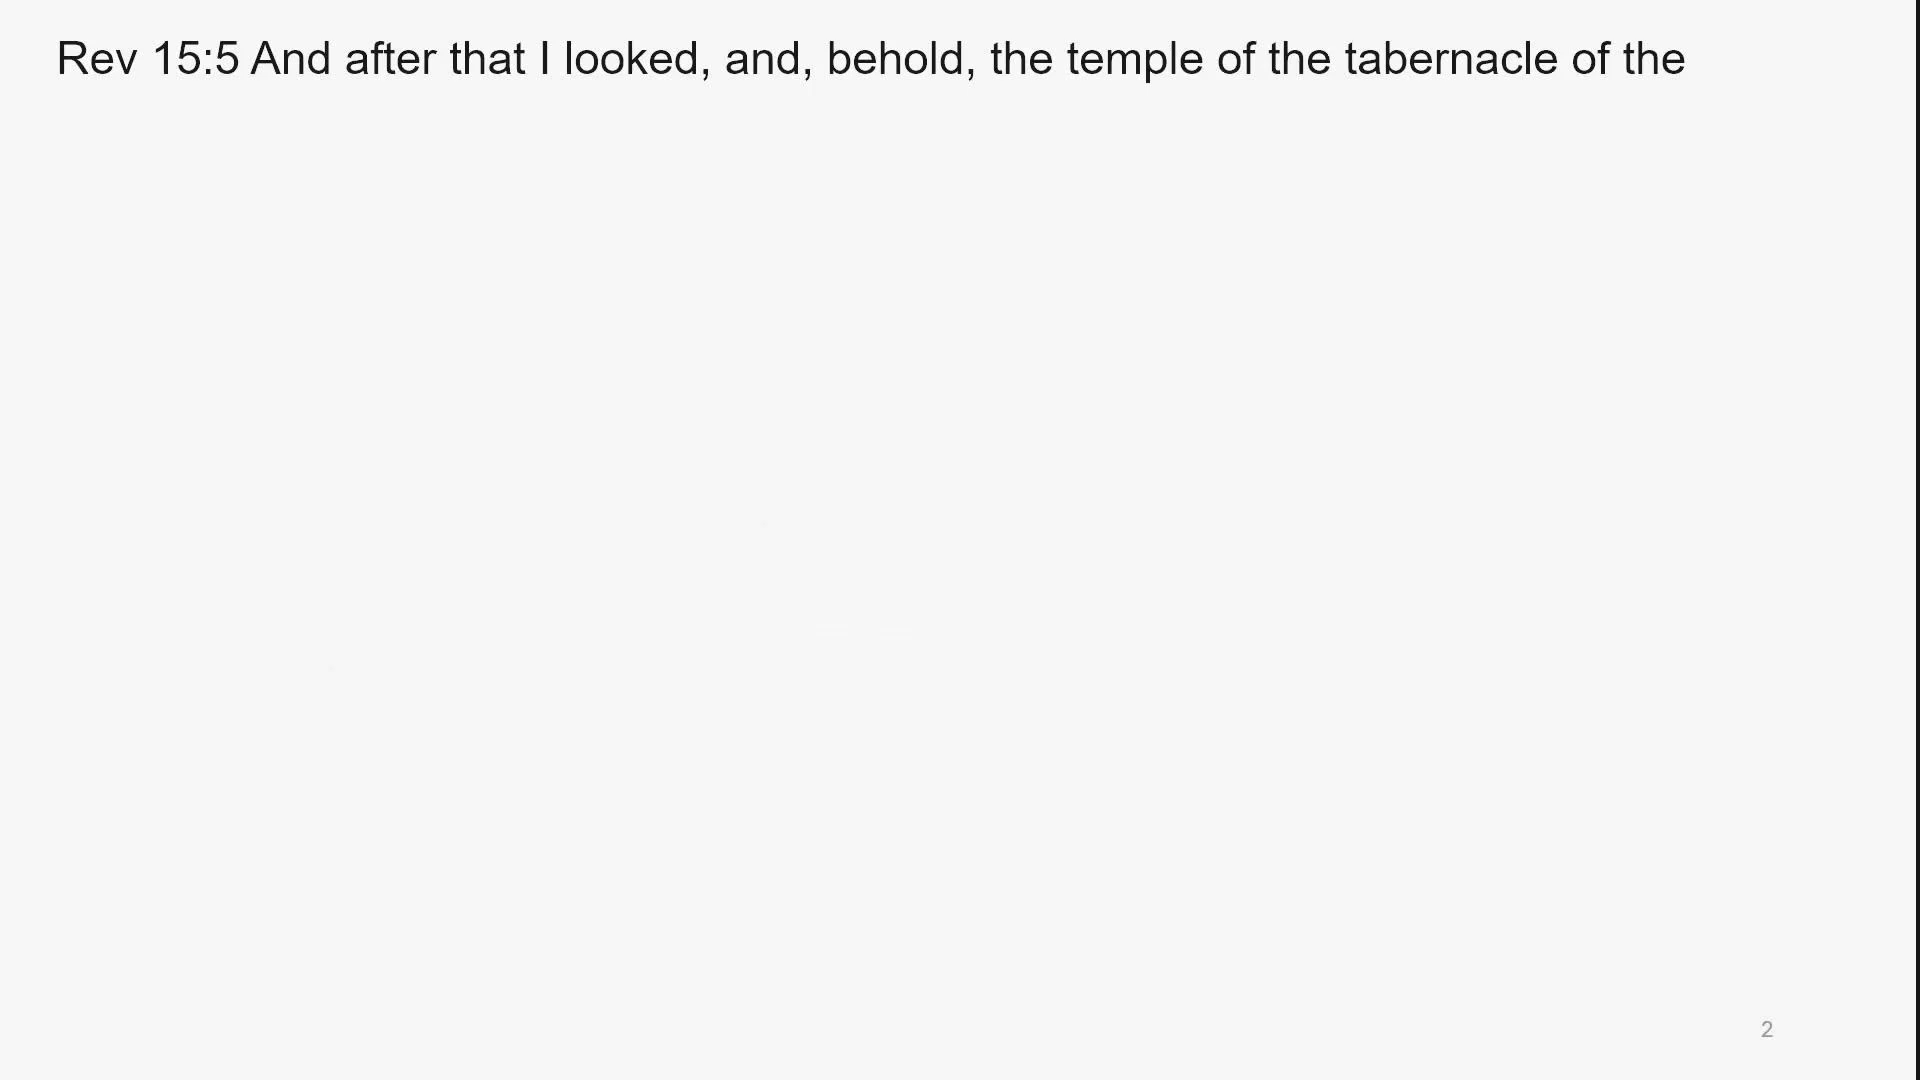 Rev 15:5 And after that I looked, and, behold, the temple of the tabernacle of the
2